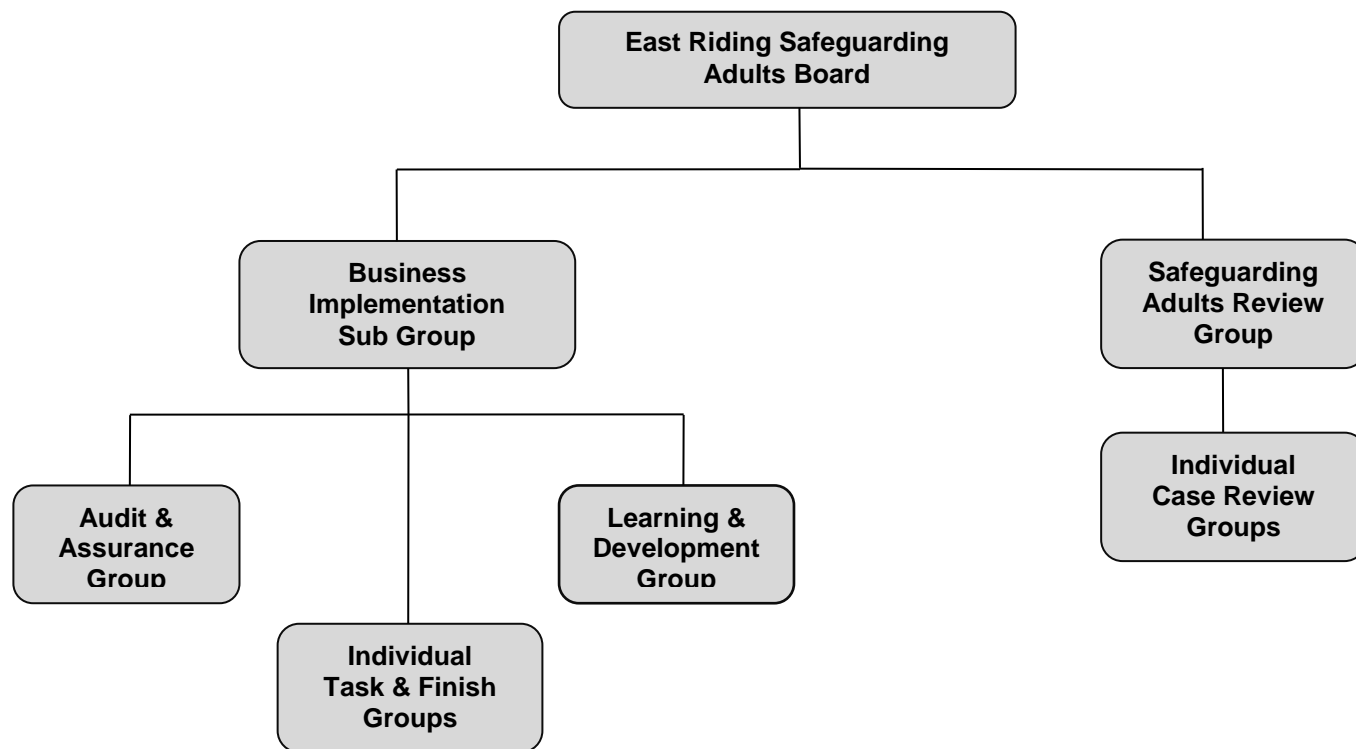 East Riding Safeguarding
Adults Board
Business
Implementation
Sub Group
Safeguarding
Adults Review
Group
Audit &
Assurance
Group
Learning &
Development
Group
Individual
Case Review
Groups
Individual
Task & Finish
Groups